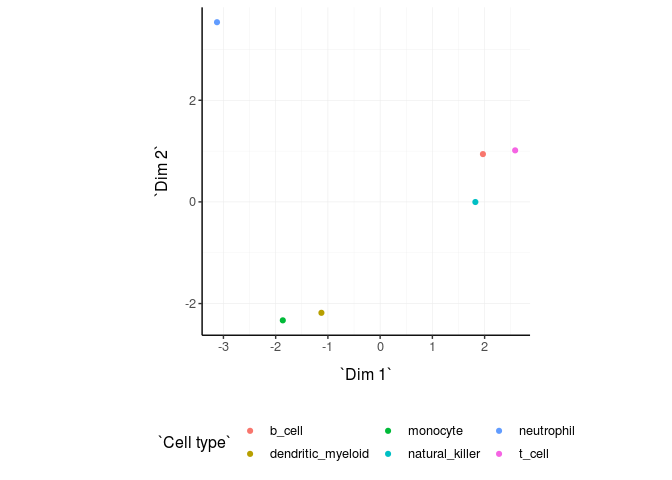 2
0
-2
`Dim 2`
-3
-2
-1
0
1
2
`Dim 1`
`Cell type`
b_cell
monocyte
neutrophil
dendritic_myeloid
natural_killer
t_cell